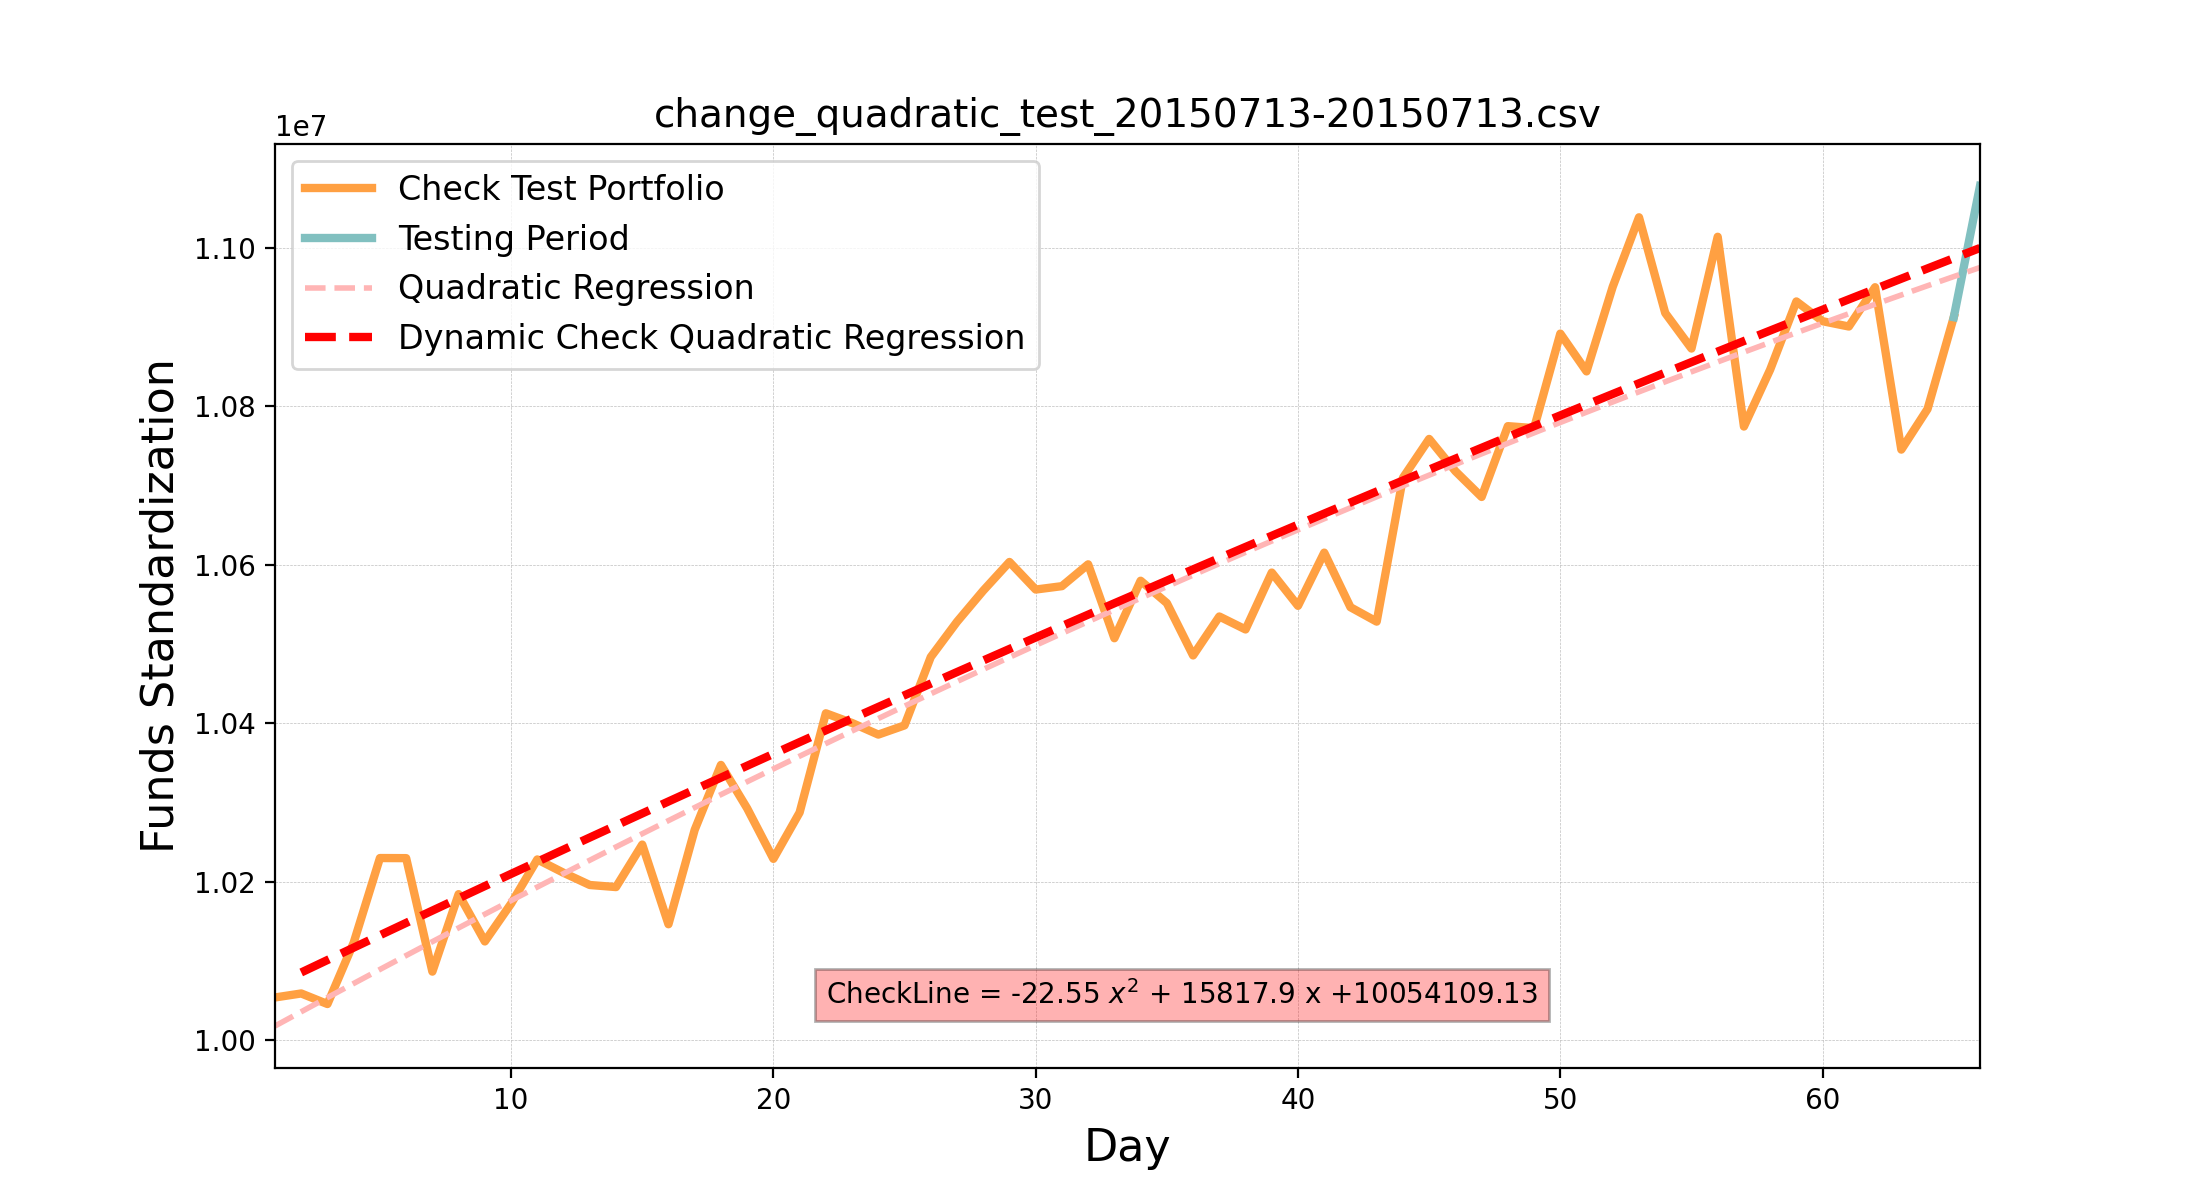 change_quadratic_test_20150713-20150713.csv
1e7
Check Test Portfolio
Testing Period
Quadratic Regression
Dynamic Check Quadratic Regression
Funds Standardization
1.10
1.08
1.06
1.04
1.02
1.00
CheckLine = -22.55 x² + 15817.9 x +10054109.13
10 20 30 40 50 60
Day